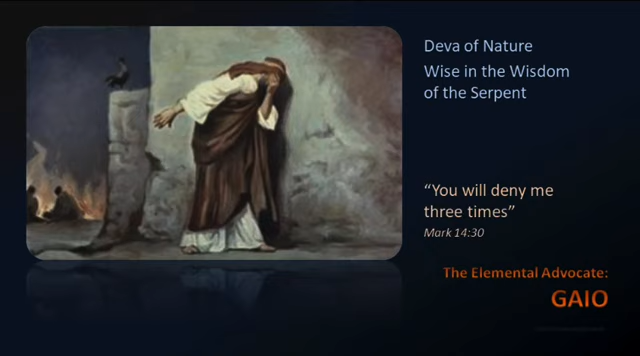 Deva of Nature
Wise in the Wisdom
of the Serpent
“You will deny me
three times”
Mark 14:30
The Elemental Advocate:
GAIO